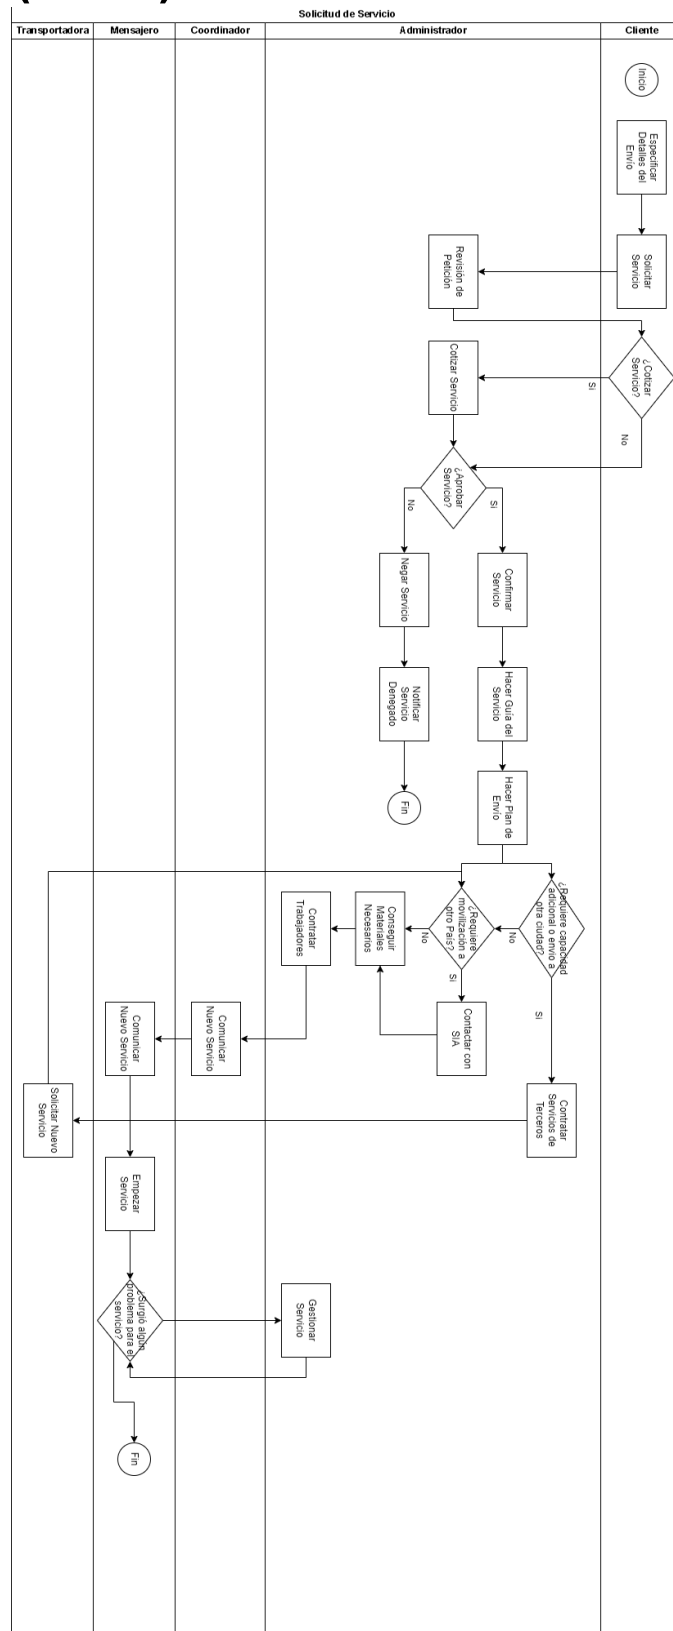 Solicitud de Servicio
Transportadora
Mensajero
Coordinador
Administrador
Cliente
Inicio
Especificar
Detalles del
Envío
Solicitar
Servicio
Revisión de
Petición
¿Cotizar
Servicio?
Si
No
Cotizar Servicio
¿Aprobar
Servicio?
Si
No
Confirmar
Servicio
Negar Servicio
Hacer Guía del
Servicio
Notificar
Servicio
Denegado
Hacer Plan de
Envío
Fin
¿Requiere capacidad
adicional o envio a
otra ciudad?
No
Si
¿Requiere
movilización a
otro País?
No
Si
Conseguir
Materiales
Necesarios
Contratar
Trabajadores
Contactar con
SIA
Comunicar
Nuevo Servicio
Comunicar
Nuevo Servicio
Contratar
Servicios de
Terceros
Solicitar Nuevo
Servicio
Empezar
Servicio
¿Surgió algún
problema para el
servicio?
Gestionar
Servicio
Fin